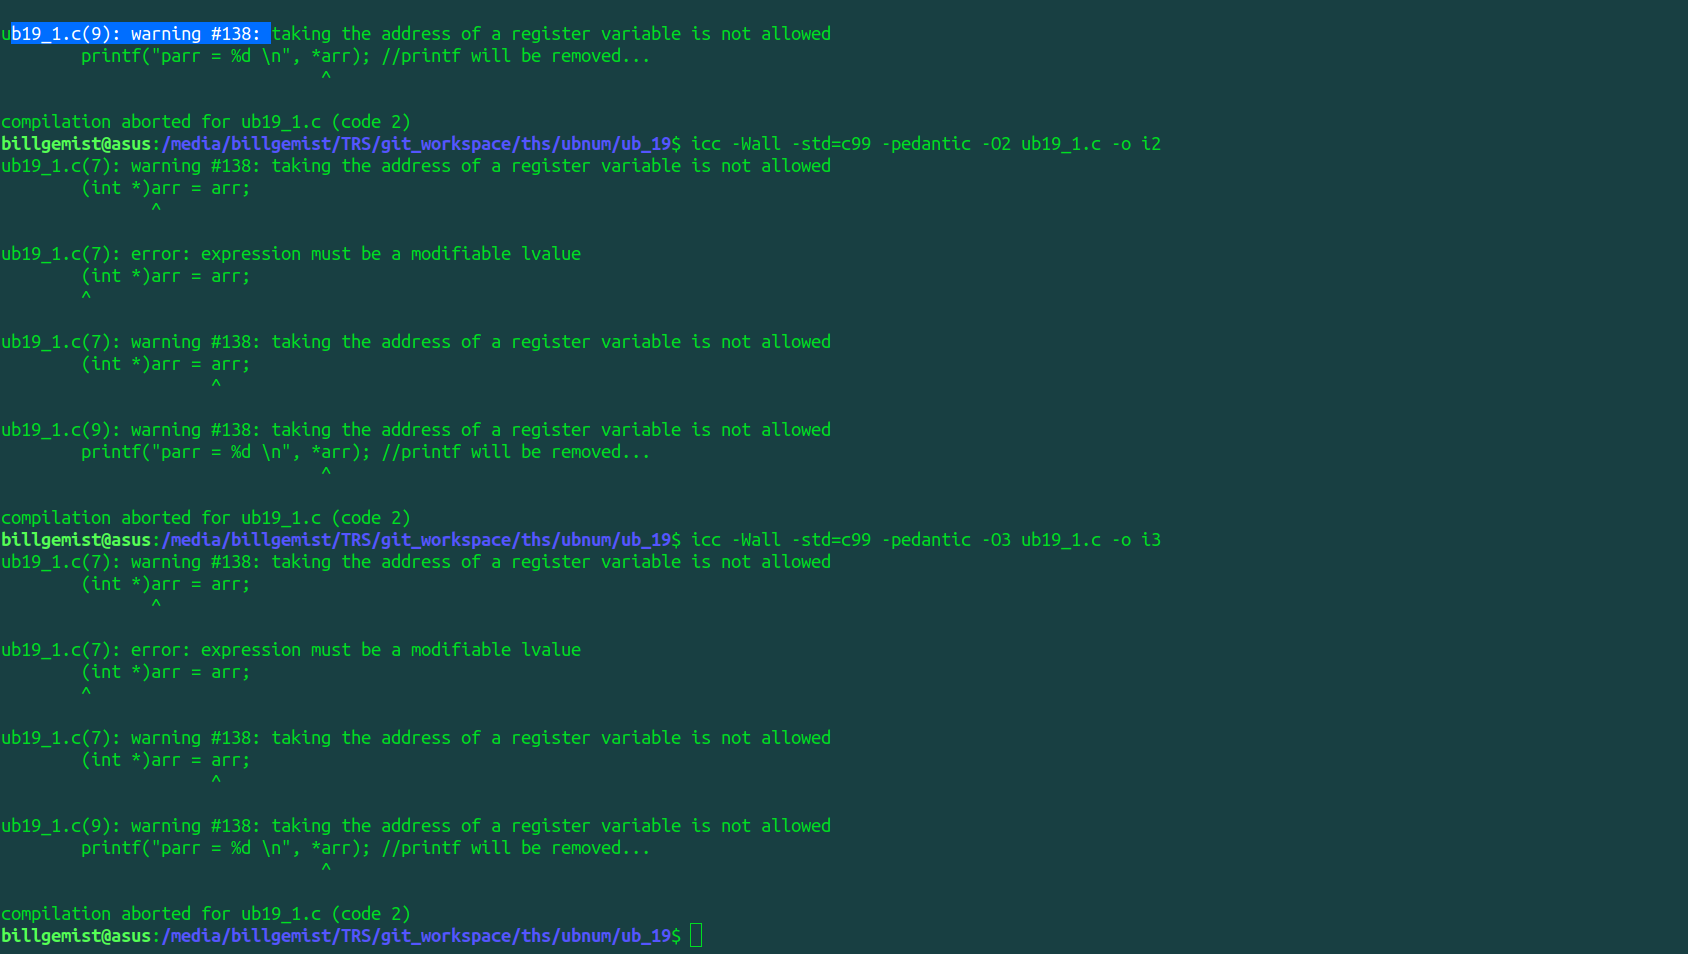 ub19_1.c(9): warning #138: taking the address of a register variable is not allowed
        printf("parr = %d \n", *arr); //printf will be removed...
                                ^
compilation aborted for ub19_1.c (code 2)
billgemist@asus:/media/billgemist/TRS/git_workspace/ths/ubnum/ub_19$ icc -Wall -std=c99 -pedantic -O2 ub19_1.c -o i2
ub19_1.c(7): warning #138: taking the address of a register variable is not allowed
        (int *)arr = arr;
               ^
ub19_1.c(7): error: expression must be a modifiable lvalue
        (int *)arr = arr;
        ^
ub19_1.c(7): warning #138: taking the address of a register variable is not allowed
        (int *)arr = arr;
                     ^
ub19_1.c(9): warning #138: taking the address of a register variable is not allowed
        printf("parr = %d \n", *arr); //printf will be removed...
                                ^
compilation aborted for ub19_1.c (code 2)
billgemist@asus:/media/billgemist/TRS/git_workspace/ths/ubnum/ub_19$ icc -Wall -std=c99 -pedantic -O3 ub19_1.c -o i3
ub19_1.c(7): warning #138: taking the address of a register variable is not allowed
        (int *)arr = arr;
               ^
ub19_1.c(7): error: expression must be a modifiable lvalue
        (int *)arr = arr;
        ^
ub19_1.c(7): warning #138: taking the address of a register variable is not allowed
        (int *)arr = arr;
                     ^
ub19_1.c(9): warning #138: taking the address of a register variable is not allowed
        printf("parr = %d \n", *arr); //printf will be removed...
                                ^
compilation aborted for ub19_1.c (code 2)
billgemist@asus:/media/billgemist/TRS/git_workspace/ths/ubnum/ub_19$